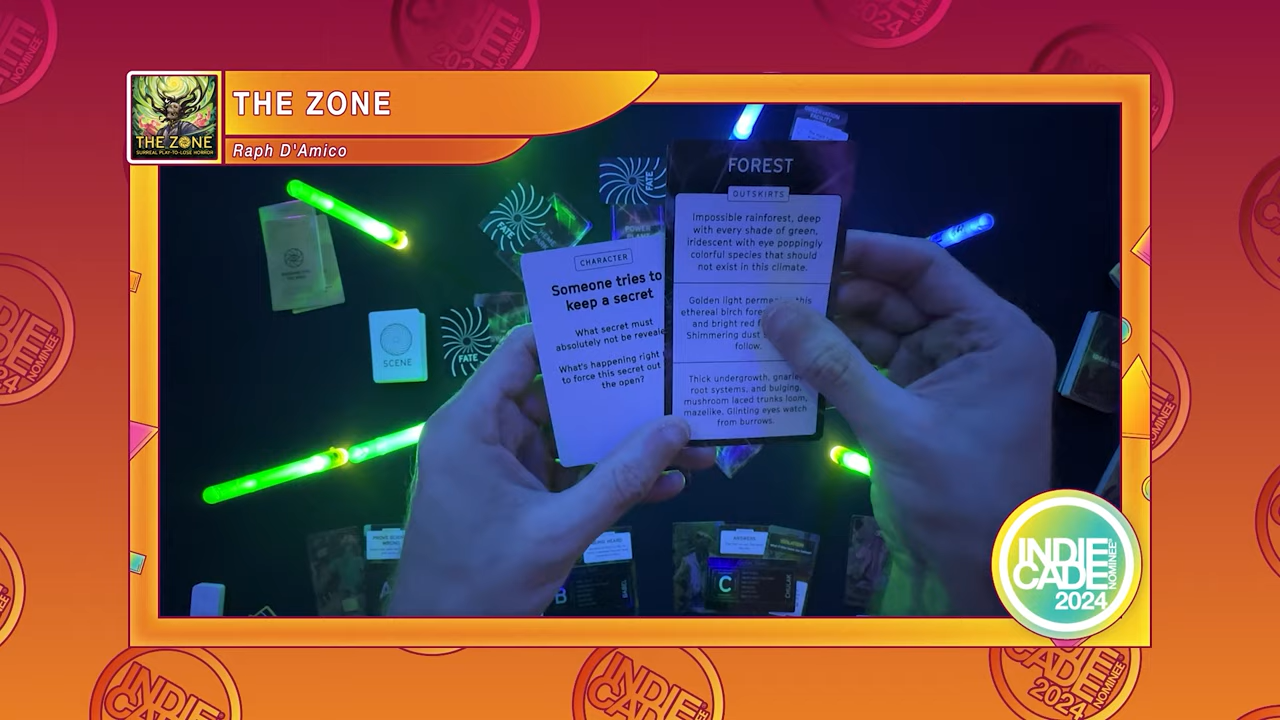 THE ZONE
Raph D'Amico
THE ZONE
SURREAL PLAY-TO-LOSE HORROR
FOREST
OUTSKIRTS
Impossible rainforest, deep
with every shade of green,
iridescent with eye poppingly
colorful species that should
not exist in this climate.
Golden light this
ethereal birch
and bright red
Shimmering dust
follow.
Thick undergrowth, gnarled
root systems, and bulging,
mushroom laced trunks loom,
mazelike. Glinting eyes watch
from burrows.
CHARACTER
Someone tries to
keep a secret
What secret must
absolutely not be
What's happening right
to force this secret out
the open?
SCENE
FATE
FATE
FATE
C
B
INDIE
CADE
NOMINEE
2024